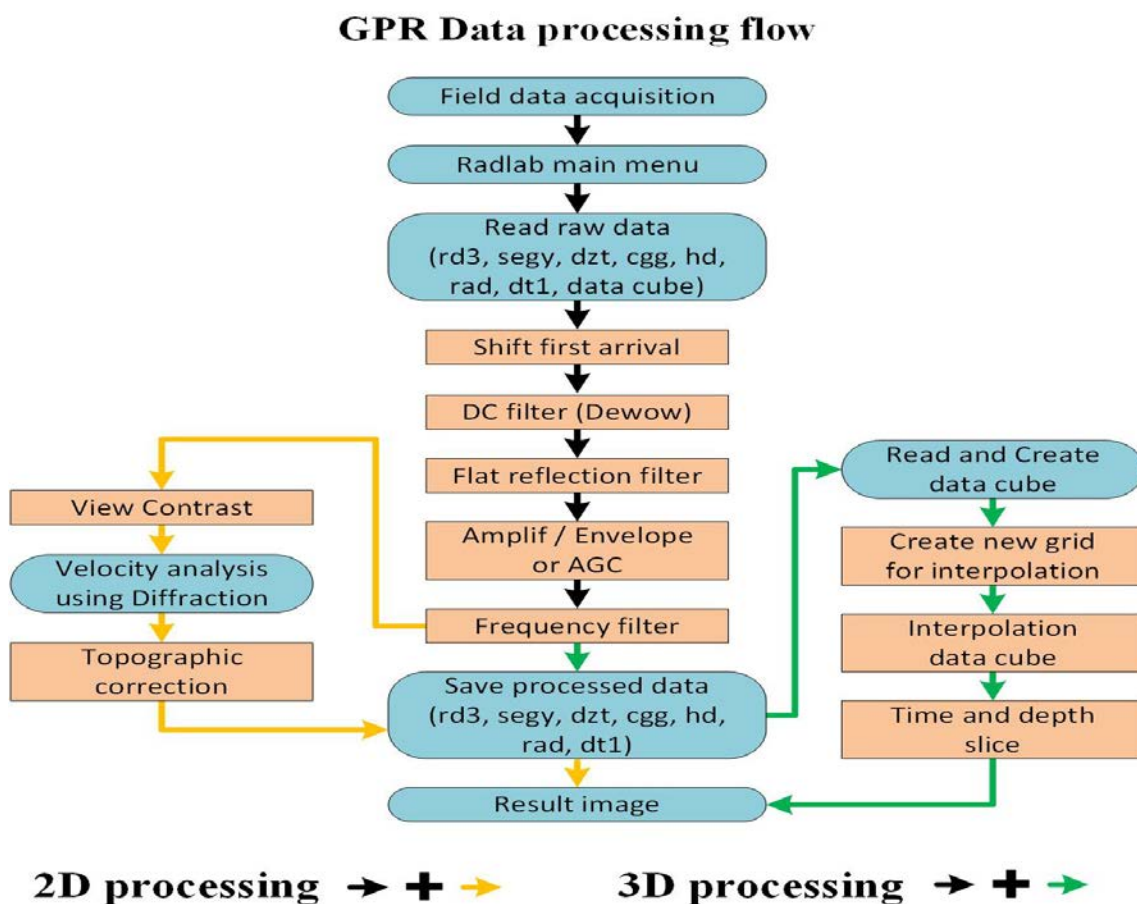 GPR Data processing flow
Field data acquisition
Radlab main menu
Read raw data
(rd3, segy, dzt, cgg, hd,
rad, dt1, data cube)
Shift first arrival
DC filter (Dewow)
Flat reflection filter
Amplif / Envelope
or AGC
Frequency filter
View Contrast
Velocity analysis
using Diffraction
Topographic
correction
Save processed data
(rd3, segy, dzt, cgg, hd,
rad, dt1)
Read and Create
data cube
Create new grid
for interpolation
Interpolation
data cube
Time and depth
slice
Result image
2D processing +
3D processing +